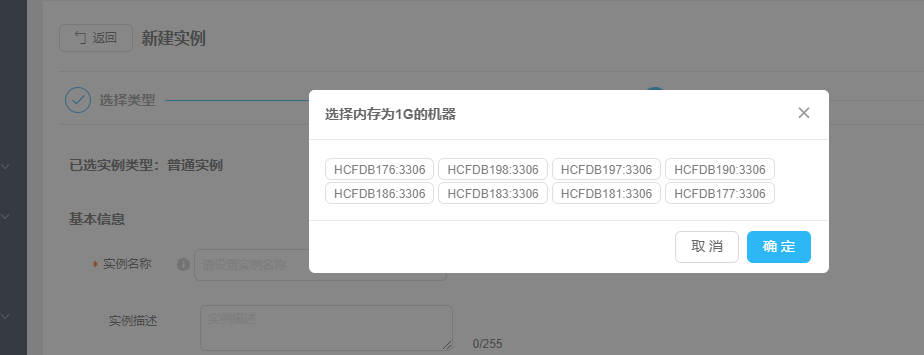 返回
新建实例
选择类型
选择内存为1G的机器
已选实例类型：普通实例
HCFDB176:3306 HCFDB198:3306 HCFDB197:3306 HCFDB190:3306
HCFDB186:3306 HCFDB183:3306 HCFDB181:3306 HCFDB177:3306
基本信息
取消 确定
* 实例名称 请设置实例名称
实例描述 实例描述
0/255